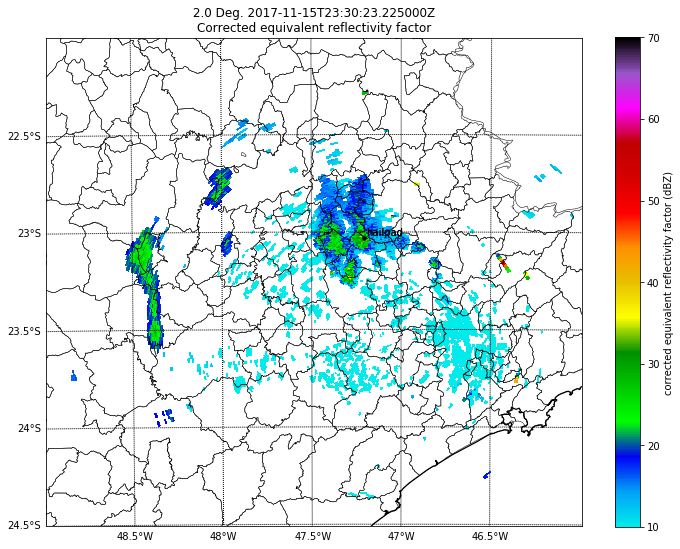 2.0 Deg. 2017-11-15T23:30:23.225000Z
Corrected equivalent reflectivity factor
70
60
50
40
30
20
10
corrected equivalent reflectivity factor (dBZ)
22.5°S
23°S
23.5°S
24°S
24.5°S
48.5°W
48°W
47.5°W
47°W
46.5°W